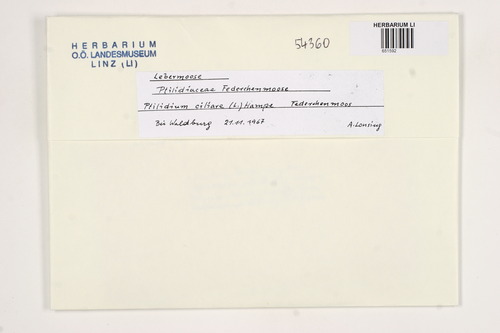 HERBARIUM
O.Ö. LANDESMUSEUM
LINZ (LI)
54360
HERBARIUM LI
651592
Lebermoose
Ptilidiaceae Federchenmoose
Ptilidium ciliare (L.) Hampe Federchenmoos
Bei Waldburg 21.11.1967
A. Lonsing